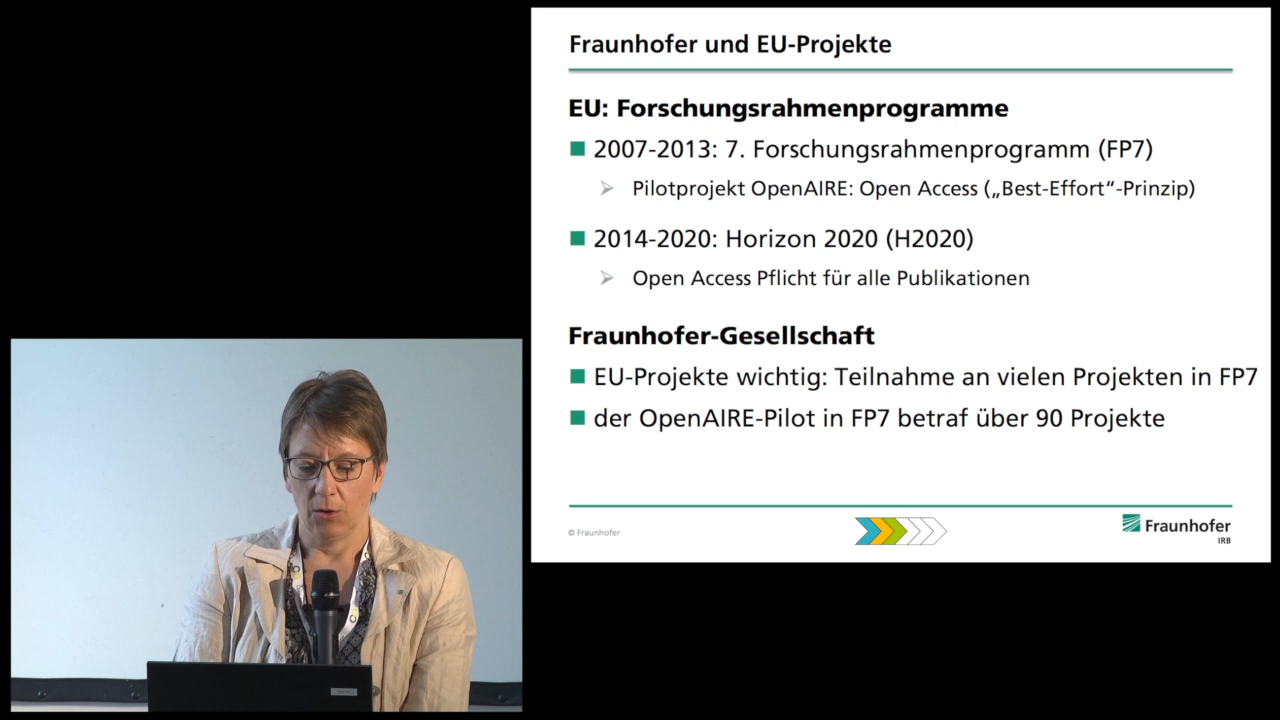 Fraunhofer und EU-Projekte
EU: Forschungsrahmenprogramme
2007-2013: 7. Forschungsrahmenprogramm (FP7)
Pilotprojekt OpenAIRE: Open Access („Best-Effort“-Prinzip)
2014-2020: Horizon 2020 (H2020)
Open Access Pflicht für alle Publikationen
Fraunhofer-Gesellschaft
EU-Projekte wichtig: Teilnahme an vielen Projekten in FP7
der OpenAIRE-Pilot in FP7 betraf über 90 Projekte
© Fraunhofer
Fraunhofer
IRB